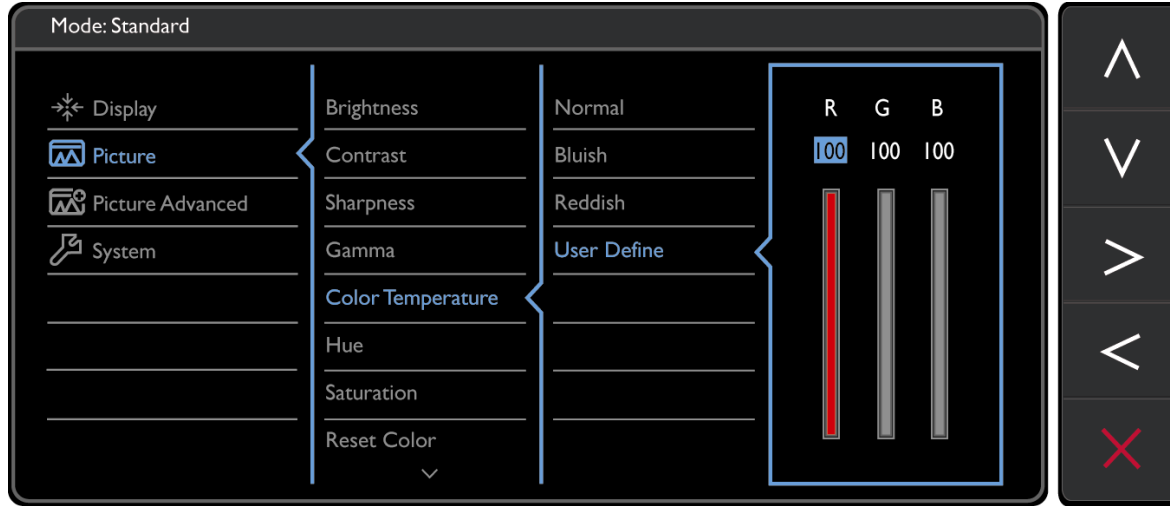 Mode: Standard
Display
Picture
Picture Advanced
System
Brightness
Contrast
Sharpness
Gamma
Color Temperature
Hue
Saturation
Reset Color
Normal
Bluish
Reddish
User Define
R G B
100 100 100